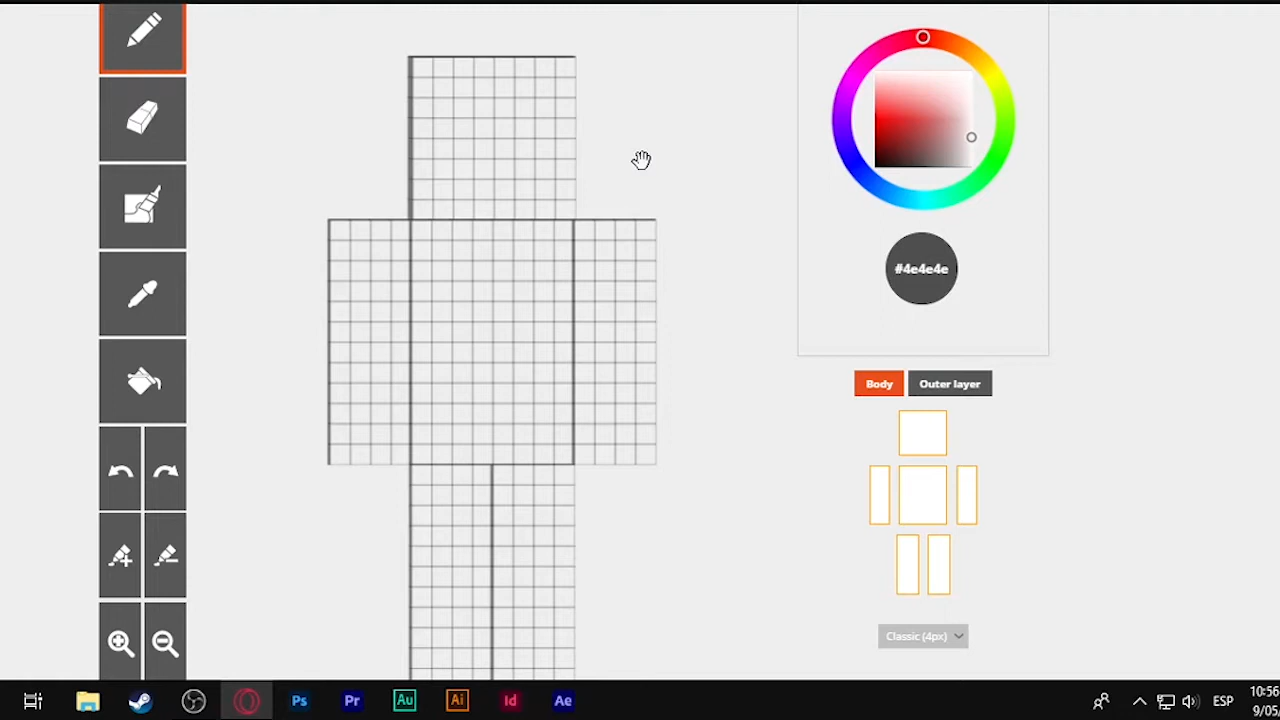 #4e4e4e
Body
Outer layer
Classic (4px)
Ps
Pr
Au
Ai
Id
Ae
ESP
10:56
9/05/